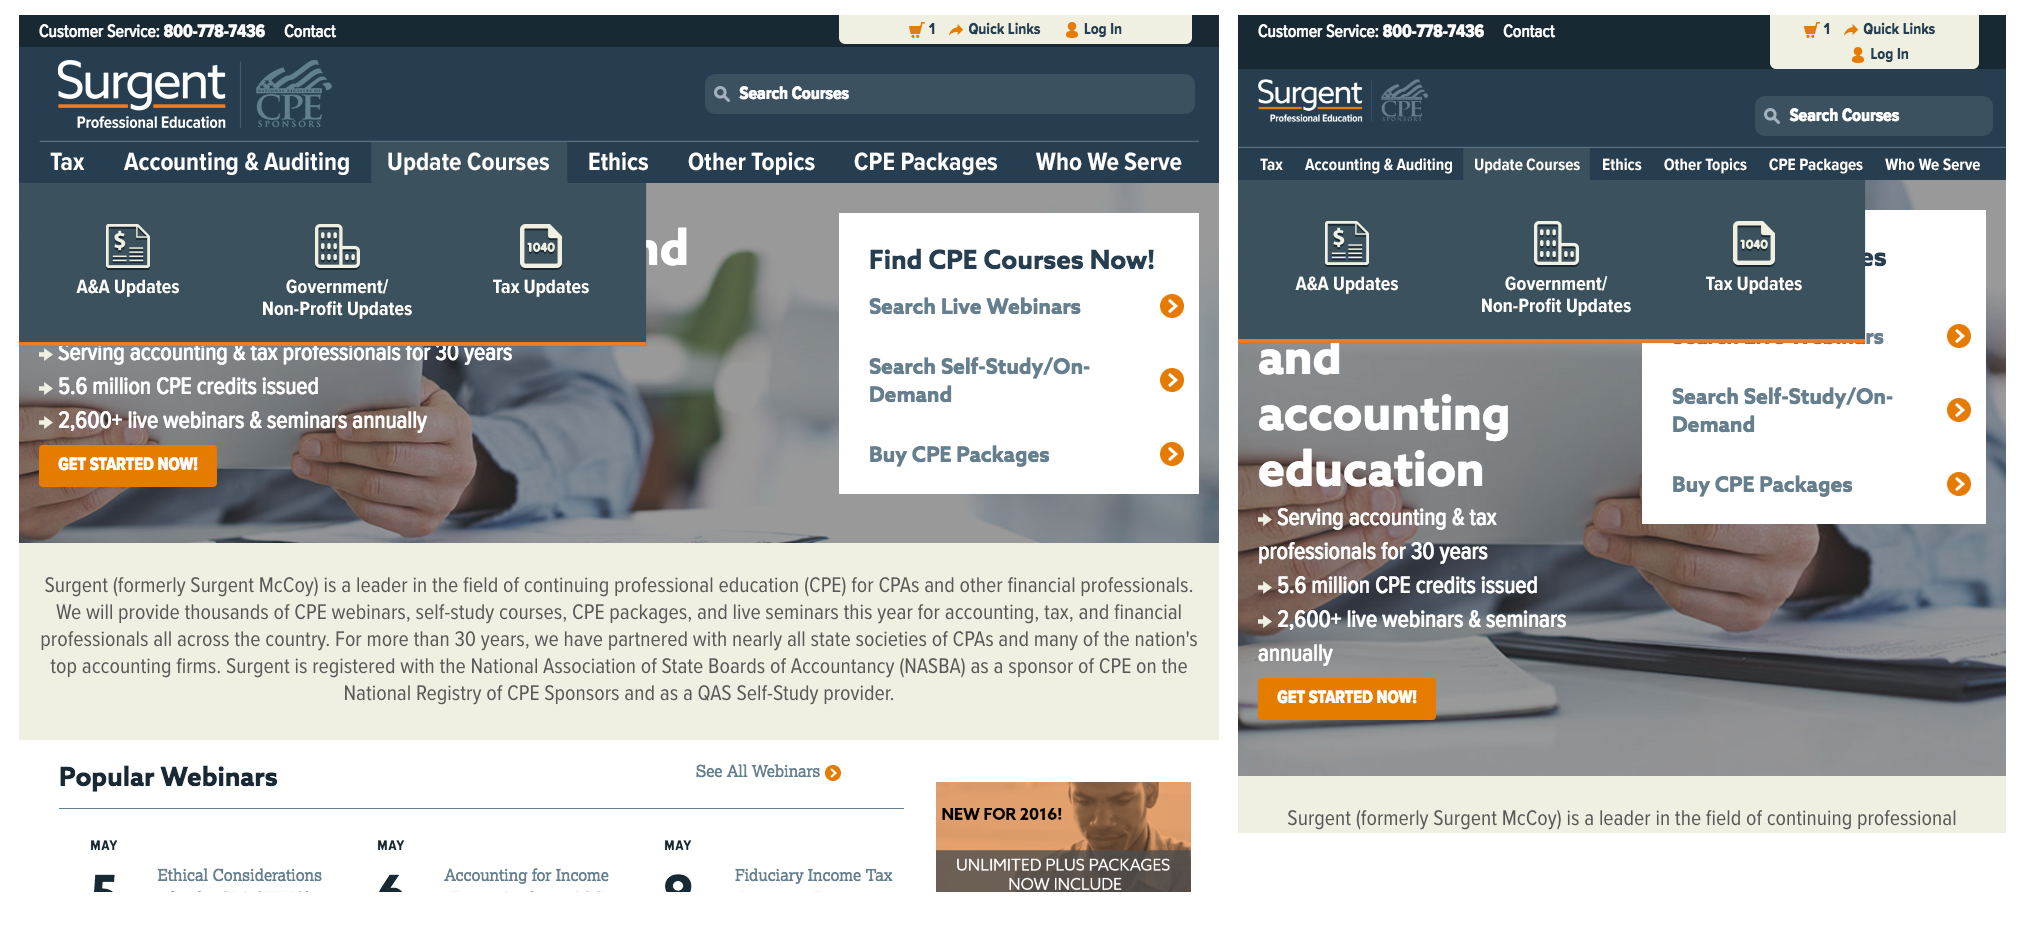 Customer Service: 800-778-7436 Contact
1 Quick Links Log In
Surgent
Professional Education
CPE
SPONSORS
Search Courses
Tax Accounting & Auditing Update Courses Ethics Other Topics CPE Packages Who We Serve
$
1040
A&A Updates
Government/
Non-Profit Updates
Tax Updates
nd
Serving accounting & tax professionals for 30 years
5.6 million CPE credits issued
2,600+ live webinars & seminars annually
GET STARTED NOW!
Find CPE Courses Now!
Search Live Webinars
Search Self-Study/On-
Demand
Buy CPE Packages
Surgent (formerly Surgent McCoy) is a leader in the field of continuing professional education (CPE) for CPAs and other financial professionals.
We will provide thousands of CPE webinars, self-study courses, CPE packages, and live seminars this year for accounting, tax, and financial
professionals all across the country. For more than 30 years, we have partnered with nearly all state societies of CPAs and many of the nation's
top accounting firms. Surgent is registered with the National Association of State Boards of Accountancy (NASBA) as a sponsor of CPE on the
National Registry of CPE Sponsors and as a QAS Self-Study provider.
Popular Webinars
See All Webinars
MAY
5
Ethical Considerations
MAY
6
Accounting for Income
MAY
Fiduciary Income Tax
NEW FOR 2016!
UNLIMITED PLUS PACKAGES
NOW INCLUDE
Customer Service: 800-778-7436 Contact
1 Quick Links
Log In
Surgent
Professional Education
CPE
SPONSORS
Search Courses
Tax Accounting & Auditing Update Courses Ethics Other Topics CPE Packages Who We Serve
$
1040
A&A Updates
Government/
Non-Profit Updates
Tax Updates
es
rs
Search Self-Study/On-
Demand
Buy CPE Packages
and
accounting
education
Serving accounting & tax
professionals for 30 years
5.6 million CPE credits issued
2,600+ live webinars & seminars
annually
GET STARTED NOW!
Surgent (formerly Surgent McCoy) is a leader in the field of continuing professional